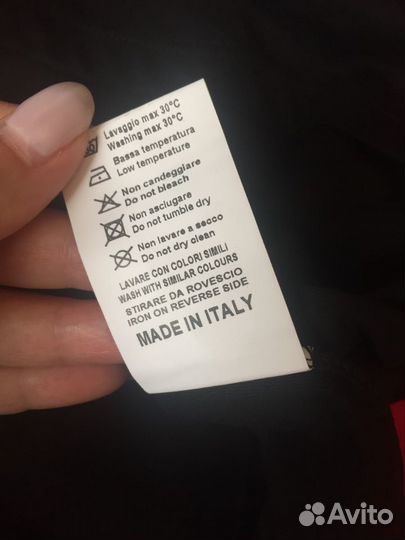 Lavaggio max 30°C
Washing max 30°C
Bassa temperatura
Low temperature
Non candeggiare
Do not bleach
Non asciugare
Do not tumble dry
Non lavare a secco
Do not dry clean
LAVARE CON COLORI SIMILI
WASH WITH SIMILAR COLOURS
STIRARE DA ROVESCIO
IRON ON REVERSE SIDE
MADE IN ITALY
Avito